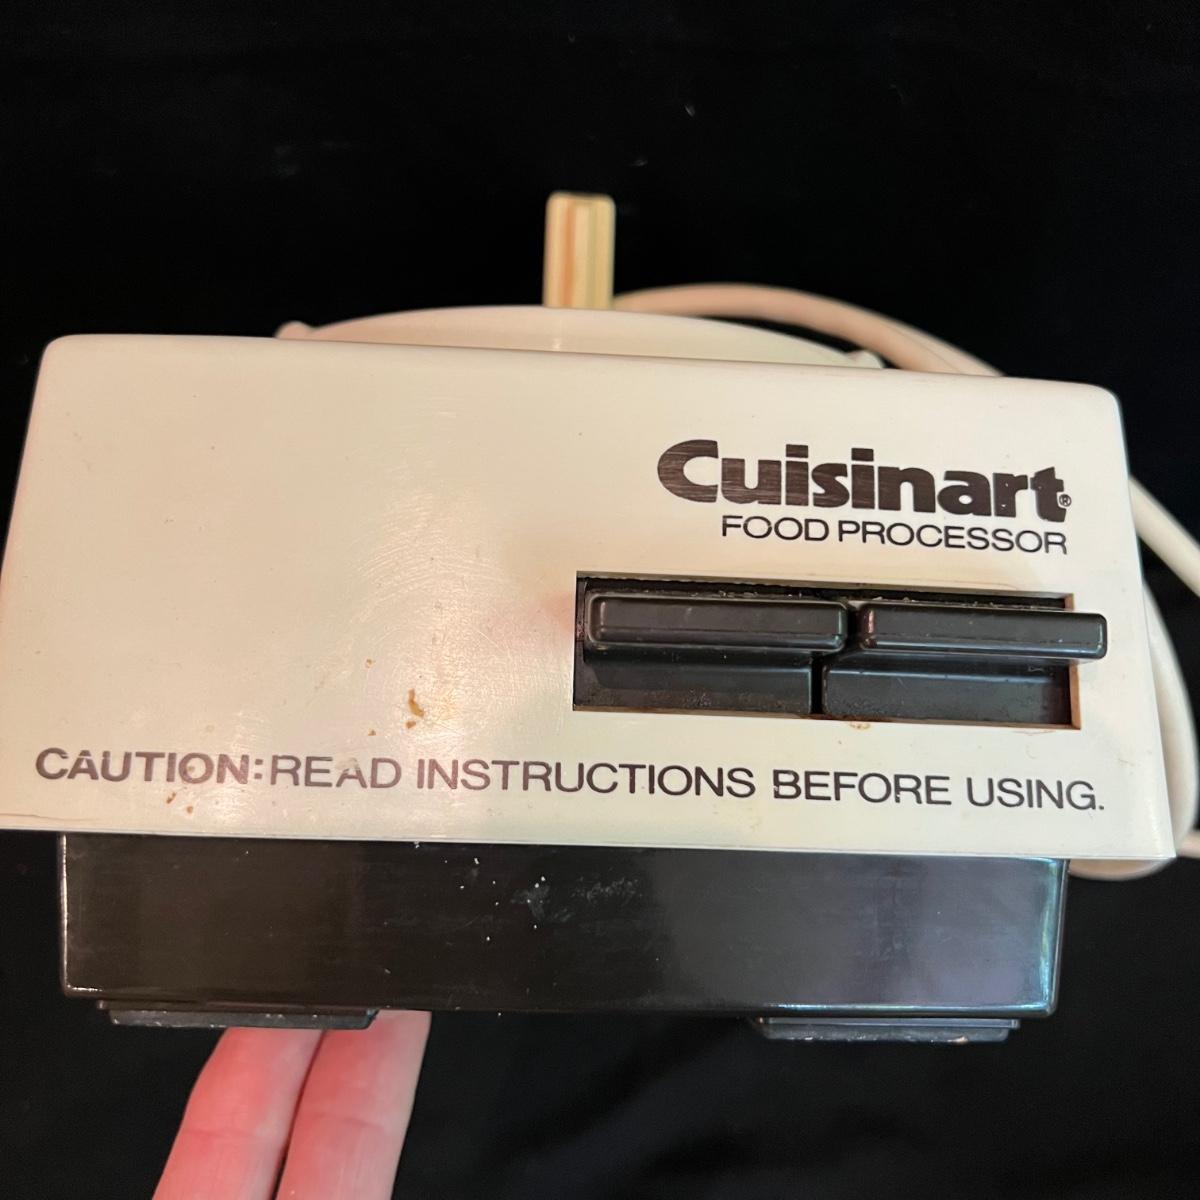 Cuisinart®
FOOD PROCESSOR
CAUTION: READ INSTRUCTIONS BEFORE USING.